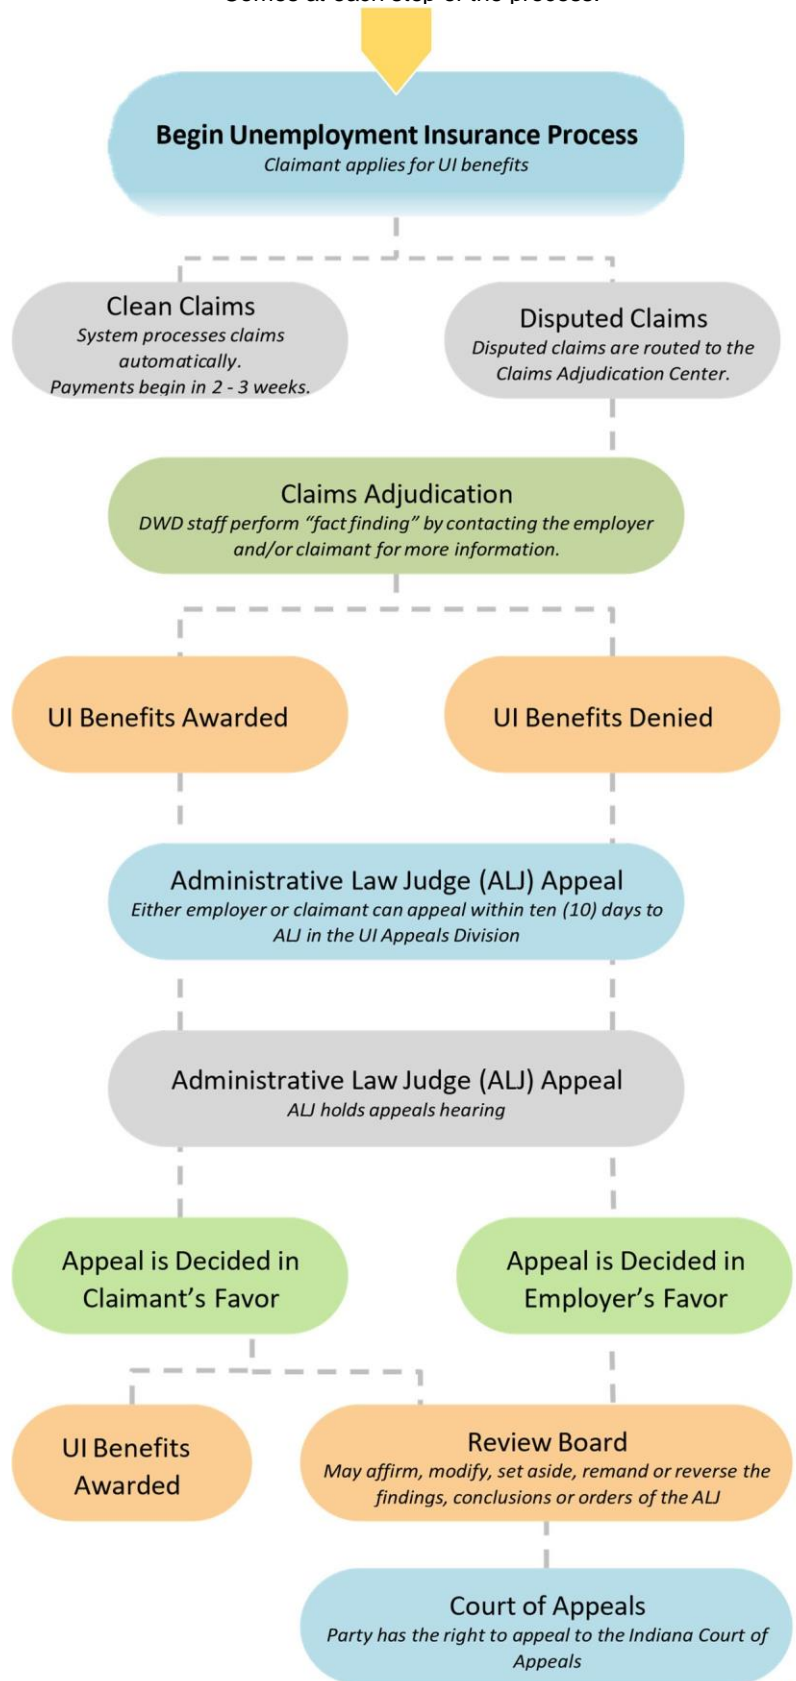 Comes at each step of the process.
Begin Unemployment Insurance Process
Claimant applies for UI benefits
Clean Claims
System processes claims
automatically.
Payments begin in 2 - 3 weeks.
Disputed Claims
Disputed claims are routed to the
Claims Adjudication Center.
Claims Adjudication
DWD staff perform “fact finding” by contacting the employer
and/or claimant for more information.
UI Benefits Awarded
UI Benefits Denied
Administrative Law Judge (ALJ) Appeal
Either employer or claimant can appeal within ten (10) days to
ALJ in the UI Appeals Division
Administrative Law Judge (ALJ) Appeal
ALJ holds appeals hearing
Appeal is Decided in
Claimant’s Favor
Appeal is Decided in
Employer’s Favor
UI Benefits
Awarded
Review Board
May affirm, modify, set aside, remand or reverse the
findings, conclusions or orders of the ALJ
Court of Appeals
Party has the right to appeal to the Indiana Court of
Appeals